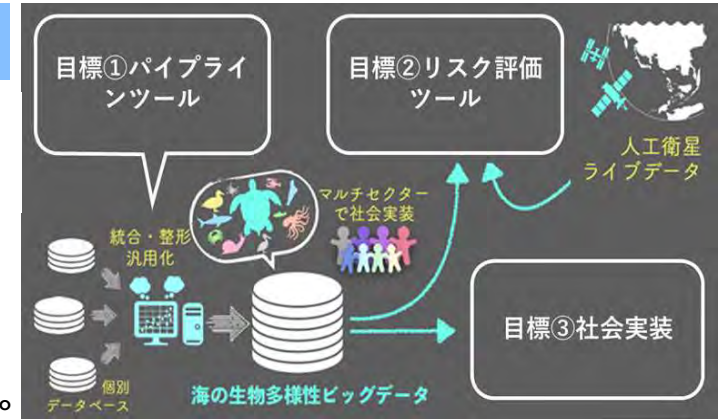 目標①パイプライ
ンツール
目標②リスク評価
ツール
人工衛星
ライブデータ
マルチセクター
で社会実装
統合・整形
汎用化
目標③社会実装
個別
データベース
海の生物多様性ビッグデータ
。